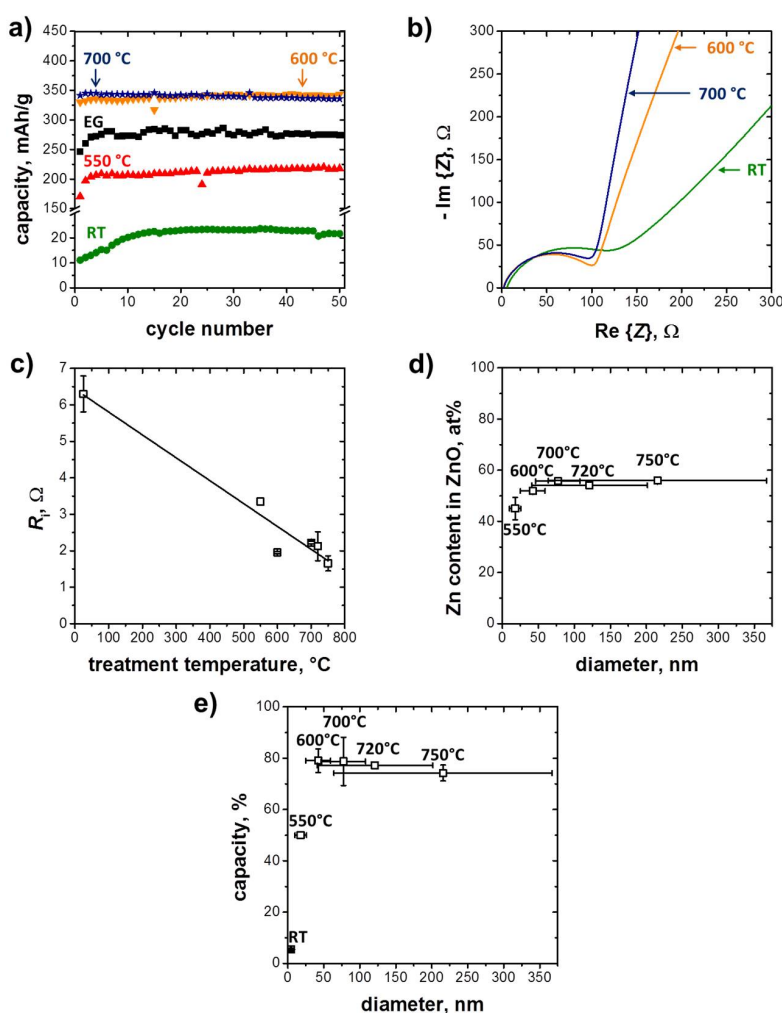 a)
700 °C
600 °C
EG
550 °C
RT
capacity, mAh/g
450
400
350
300
250
200
150
20
10
0
0 10 20 30 40 50
cycle number
b)
600 °C
700 °C
RT
- Im {Z}, Ω
300
250
200
150
100
50
0
0 50 100 150 200 250 300
Re {Z}, Ω
c)
R_i, Ω
7
6
5
4
3
2
1
0
0 100 200 300 400 500 600 700 800
treatment temperature, °C
d)
Zn content in ZnO, at%
100
80
60
40
20
0
700°C
600°C
720°C
750°C
550°C
0 50 100 150 200 250 300 350
diameter, nm
e)
capacity, %
100
80
60
40
20
0
700°C
600°C
720°C
750°C
550°C
RT
0 50 100 150 200 250 300 350
diameter, nm